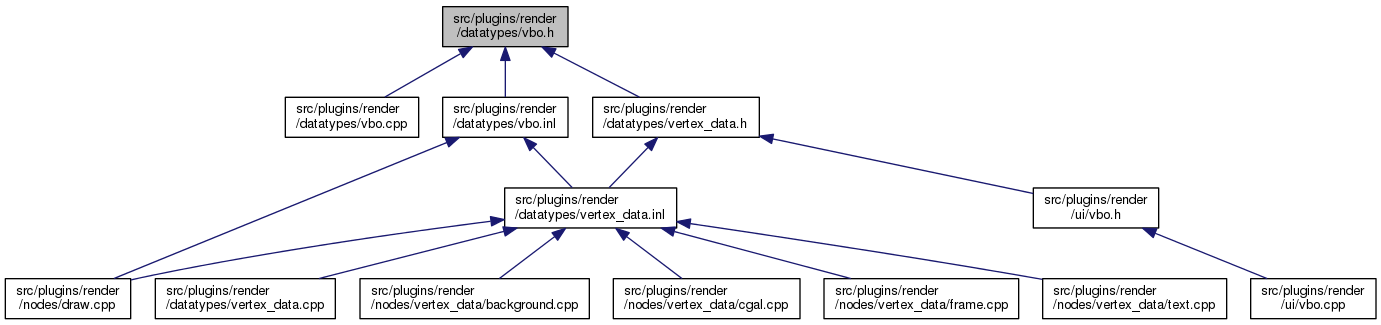 src/plugins/render
/datatypes/vbo.h
src/plugins/render
/datatypes/vbo.cpp
src/plugins/render
/datatypes/vbo.inl
src/plugins/render
/datatypes/vertex_data.h
src/plugins/render
/datatypes/vertex_data.inl
src/plugins/render
/ui/vbo.h
src/plugins/render
/nodes/draw.cpp
src/plugins/render
/datatypes/vertex_data.cpp
src/plugins/render
/nodes/vertex_data/background.cpp
src/plugins/render
/nodes/vertex_data/cgal.cpp
src/plugins/render
/nodes/vertex_data/frame.cpp
src/plugins/render
/nodes/vertex_data/text.cpp
src/plugins/render
/ui/vbo.cpp